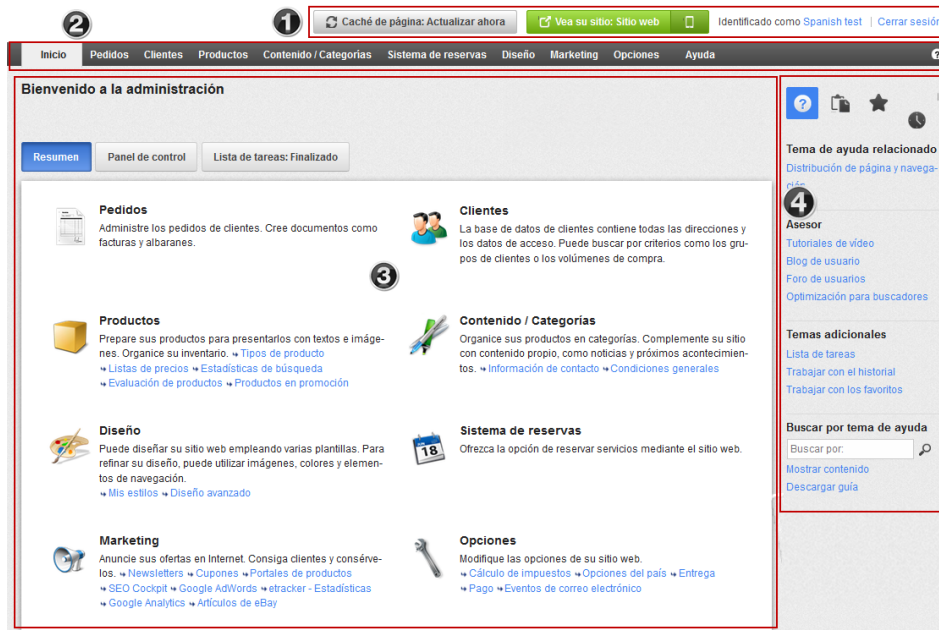 1
Caché de página: Actualizar ahora
Vea su sitio: Sitio web
Identificado como Spanish test | Cerrar sesión
2
Inicio Pedidos Clientes Productos Contenido / Categorías Sistema de reservas Diseño Marketing Opciones Ayuda
Bienvenido a la administración
Resumen Panel de control Lista de tareas: Finalizado
Pedidos
Administre los pedidos de clientes. Cree documentos como
facturas y albaranes.
Clientes
La base de datos de clientes contiene todas las direcciones y
los datos de acceso. Puede buscar por criterios como los gru-
pos de clientes o los volúmenes de compra.
3
Productos
Prepare sus productos para presentarlos con textos e imáge-
nes. Organice su inventario. Tipos de producto
Listas de precios Estadísticas de búsqueda
Evaluación de productos Productos en promoción
Contenido / Categorías
Organice sus productos en categorías. Complemente su sitio
con contenido propio, como noticias y próximos acontecimien-
tos. Información de contacto Condiciones generales
Diseño
Puede diseñar su sitio web empleando varias plantillas. Para
refinar su diseño, puede utilizar imágenes, colores y elemen-
tos de navegación.
Mis estilos Diseño avanzado
Sistema de reservas
18
Ofrezca la opción de reservar servicios mediante el sitio web.
Marketing
Anuncie sus ofertas en Internet. Consiga clientes y consérve-
los. Newsletters Cupones Portales de productos
SEO Cockpit Google AdWords etracker - Estadísticas
Google Analytics Artículos de eBay
Opciones
Modifique las opciones de su sitio web.
Cálculo de impuestos Opciones del país Entrega
Pago Eventos de correo electrónico
Tema de ayuda relacionado
Distribución de página y navega-
ción
4
Asesor
Tutoriales de vídeo
Blog de usuario
Foro de usuarios
Optimización para buscadores
Temas adicionales
Lista de tareas
Trabajar con el historial
Trabajar con los favoritos
Buscar por tema de ayuda
Buscar por:
Mostrar contenido
Descargar guía